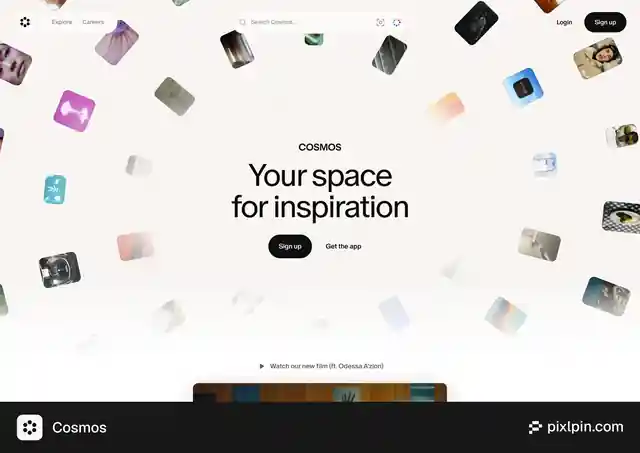 Explore Careers
Search Cosmos...
Login
Sign up
COSMOS
Your space
for inspiration
Sign up
Get the app
Watch our new film (ft. Odessa A'zion)
Cosmos
pixlpin.com